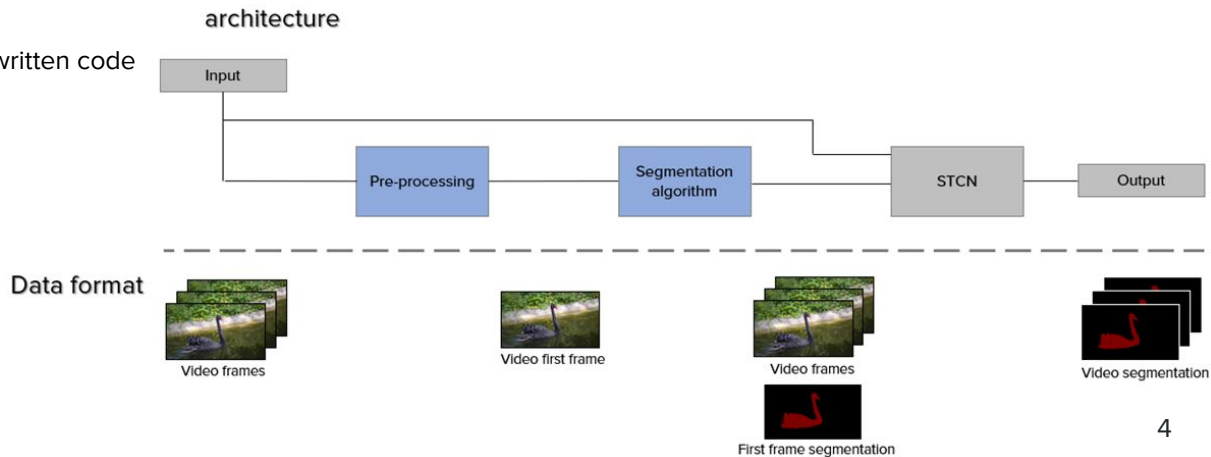 architecture
written code
Input
Pre-processing
Segmentation
algorithm
STCN
Output
Data format
Video frames
Video first frame
Video frames
First frame segmentation
Video segmentation
4